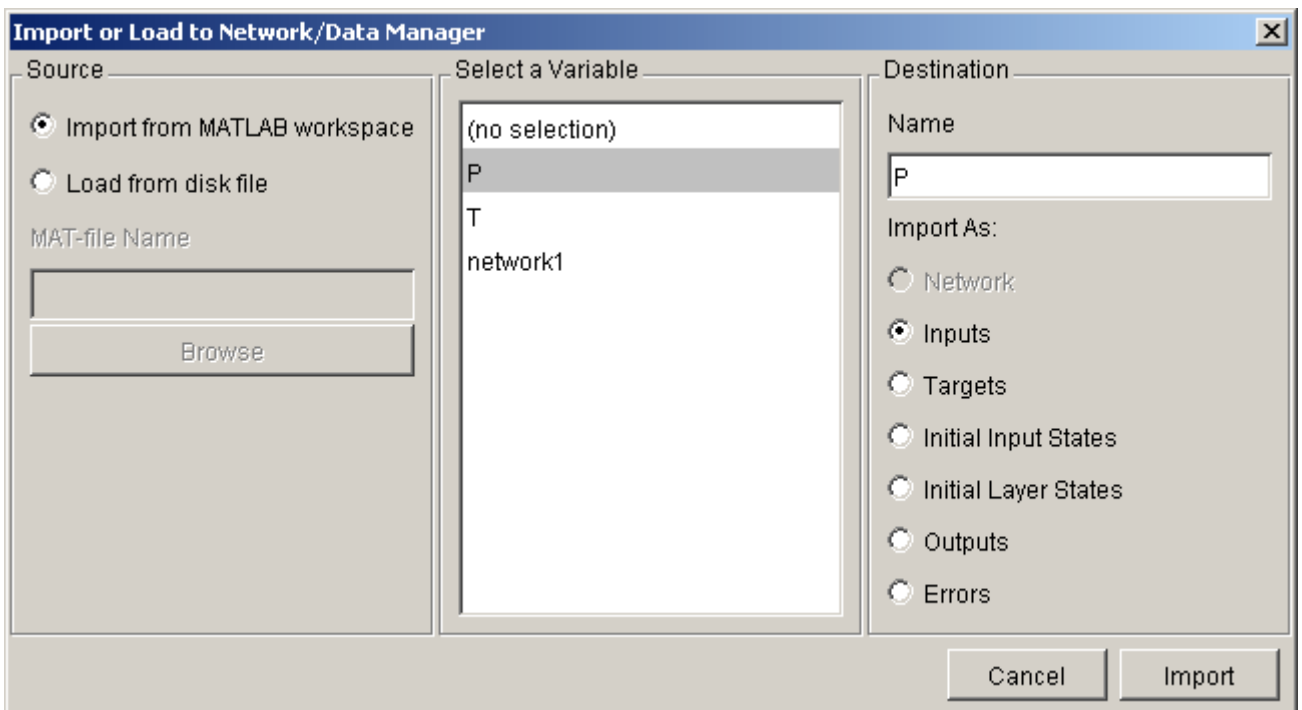 Import or Load to Network/Data Manager
Source
Import from MATLAB workspace
Load from disk file
MAT-file Name
Browse
Select a Variable
(no selection)
P
T
network1
Destination
Name
P
Import As:
Network
Inputs
Targets
Initial Input States
Initial Layer States
Outputs
Errors
Cancel
Import